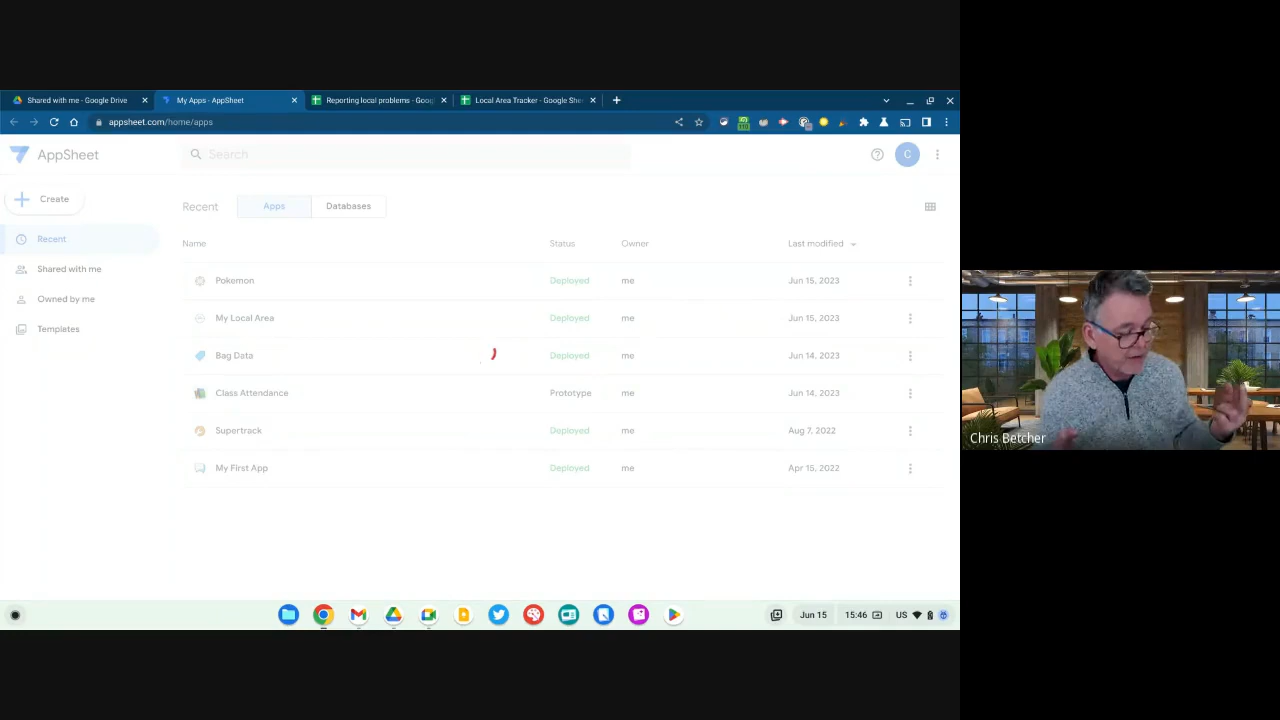 Shared with me - Google Drive
My Apps - AppSheet
Reporting local problems - Goog
Local Area Tracker - Google She
appsheet.com/home/apps
AppSheet
Search
C
Create
Recent
Apps
Databases
Recent
Shared with me
Owned by me
Templates
Name Status Owner Last modified
Pokemon Deployed me Jun 15, 2023
My Local Area Deployed me Jun 15, 2023
Bag Data Deployed me Jun 14, 2023
Class Attendance Prototype me Jun 14, 2023
Supertrack Deployed me Aug 7, 2022
My First App Deployed me Apr 15, 2022
Chris Betcher
Jun 15 15:46 US